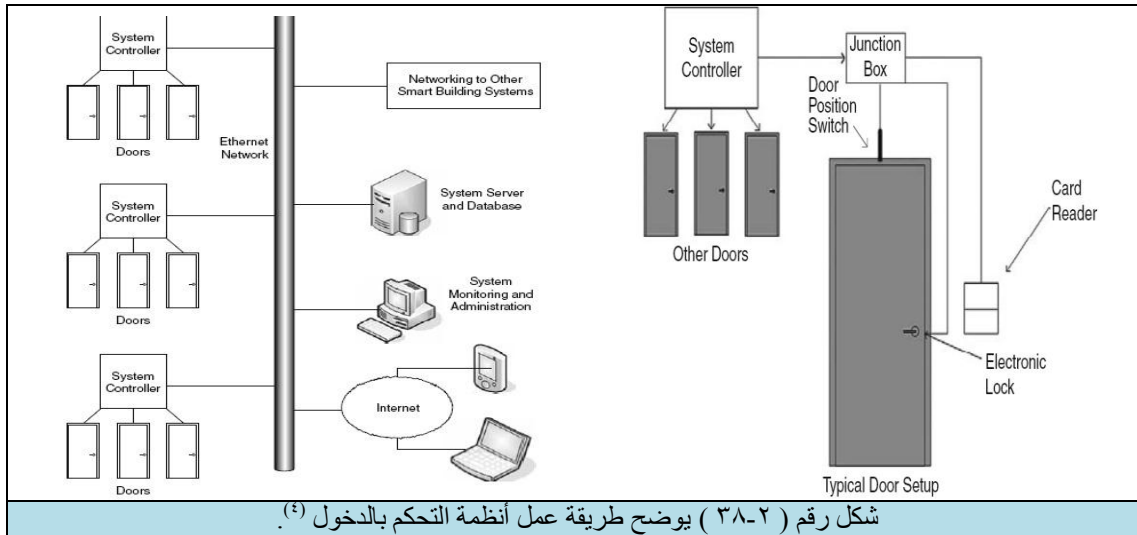 System
Controller
Doors
System
Controller
Doors
System
Controller
Doors
Ethernet
Network
Networking to Other
Smart Building Systems
System Server
and Database
System
Monitoring and
Administration
Internet
System
Controller
Other Doors
Junction
Box
Door
Position
Switch
Card
Reader
Electronic
Lock
Typical Door Setup
شكل رقم ( ٢-٣٨ ) يوضح طريقة عمل أنظمة التحكم بالدخول (٤).